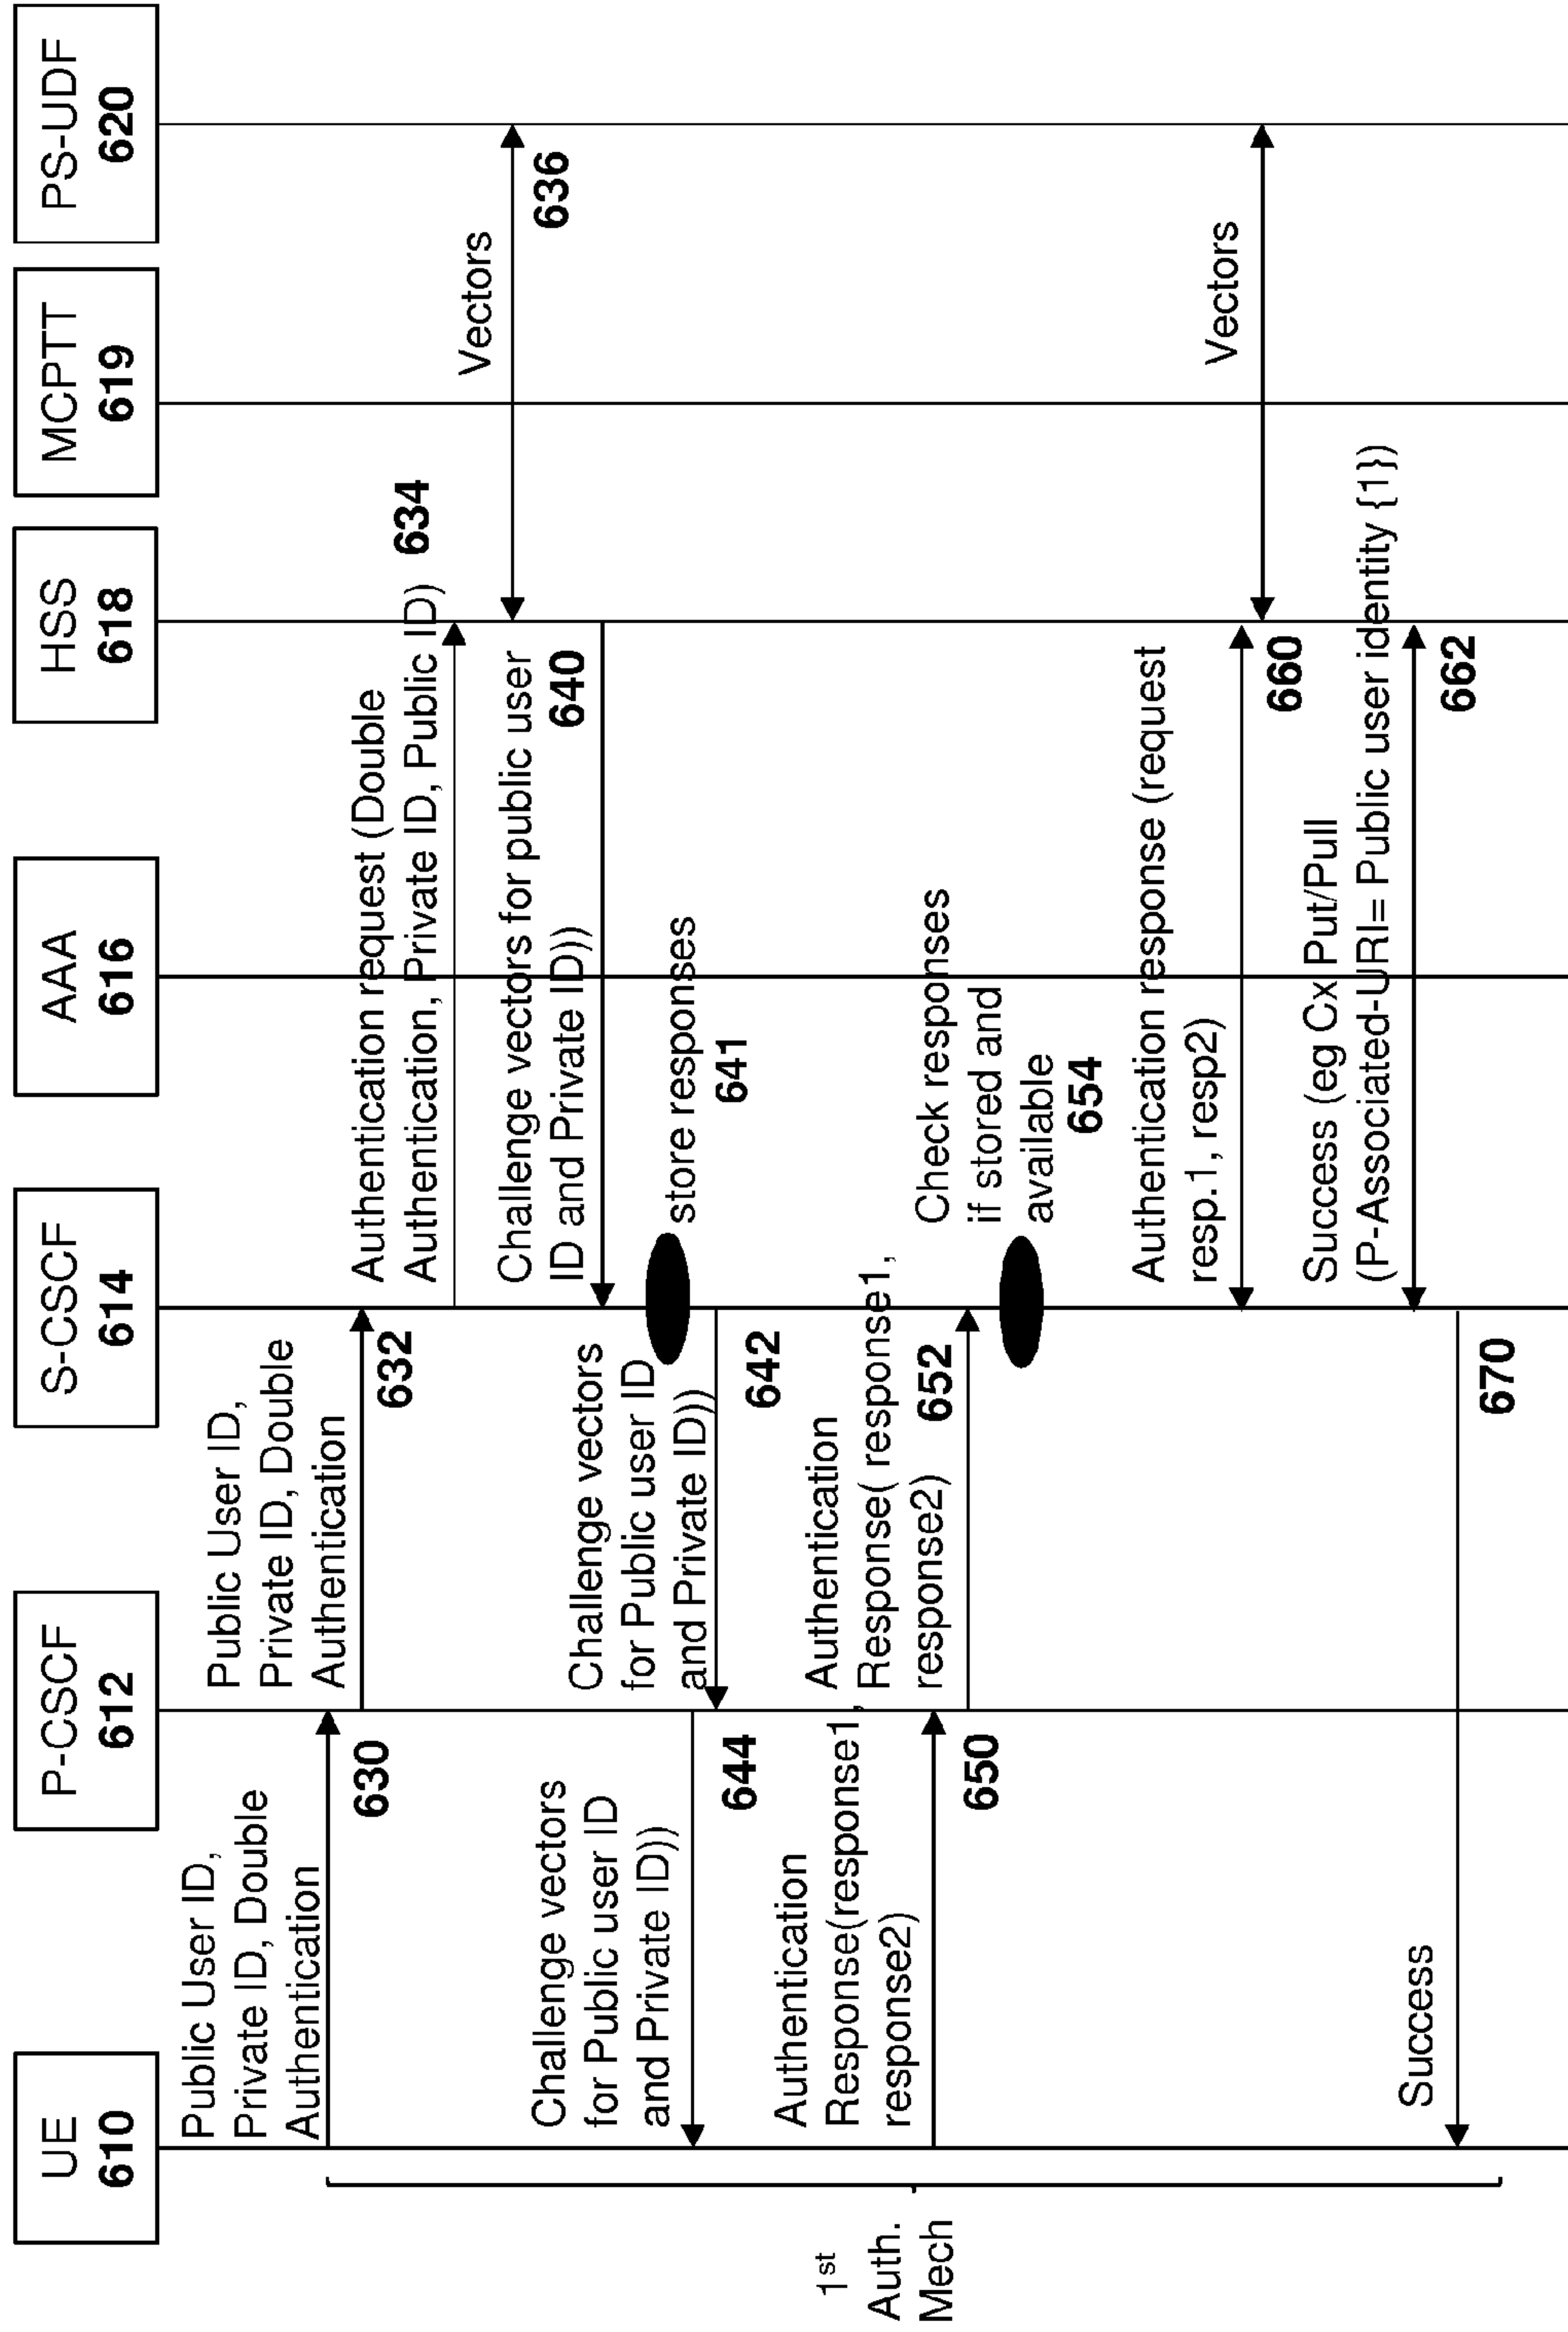 UE
610
P-CSCF
612
S-CSCF
614
AAA
616
HSS
618
MCPTT
619
PS-UDF
620
Public User ID,
Private ID, Double
Authentication
630
Public User ID,
Private ID, Double
Authentication
632
Authentication request (Double
Authentication, Private ID, Public ID)
634
Vectors
636
Challenge vectors for public user
ID and Private ID))
640
store responses
641
Challenge vectors
for Public user ID
and Private ID))
642
Challenge vectors
for Public user ID
and Private ID))
644
Authentication
Response(response1,
response2)
650
Authentication
Response( response1,
response2)
652
Check responses
if stored and
available
654
Authentication response (request
resp.1, resp2)
660
Vectors
Success (eg Cx Put/Pull
(P-Associated-URI= Public user identity {1})
662
Success
670
1st
Auth.
Mech